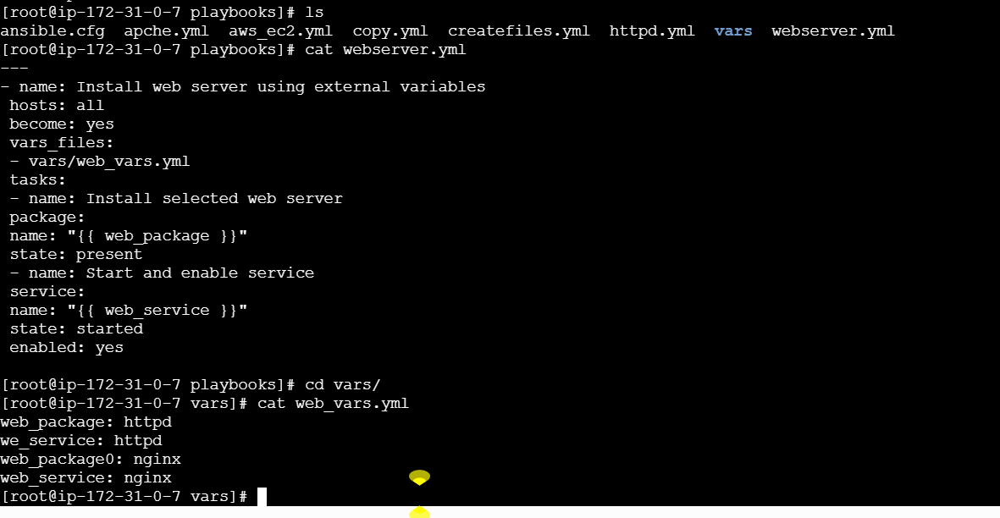 [root@ip-172-31-0-7 playbooks]# ls
ansible.cfg  apche.yml  aws_ec2.yml  copy.yml  createfiles.yml  httpd.yml  vars  webserver.yml
[root@ip-172-31-0-7 playbooks]# cat webserver.yml
---
- name: Install web server using external variables
 hosts: all
 become: yes
 vars_files:
 - vars/web_vars.yml
 tasks:
 - name: Install selected web server
 package:
 name: "{{ web_package }}"
 state: present
 - name: Start and enable service
 service:
 name: "{{ web_service }}"
 state: started
 enabled: yes

[root@ip-172-31-0-7 playbooks]# cd vars/
[root@ip-172-31-0-7 vars]# cat web_vars.yml
web_package: httpd
we_service: httpd
web_package0: nginx
web_service: nginx
[root@ip-172-31-0-7 vars]#